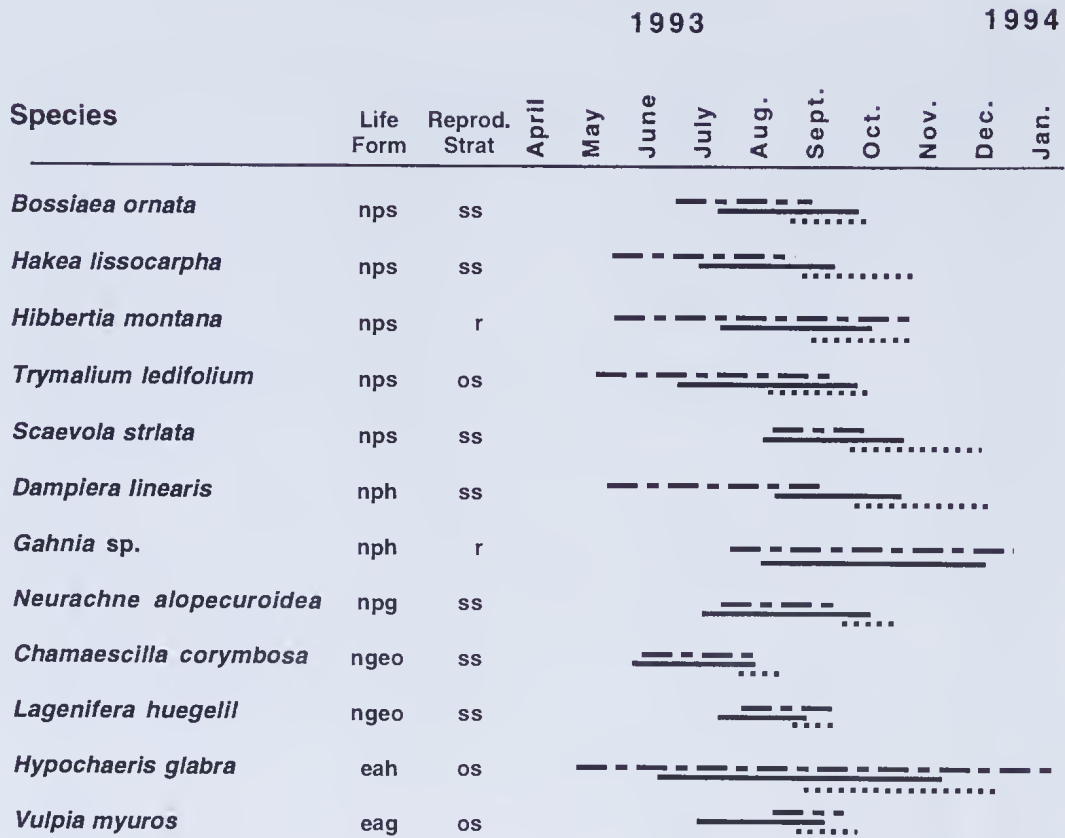 1993 1994
Species Life Form Reprod. Strat April May June July Aug. Sept. Oct. Nov. Dec. Jan.
Bossiaea ornata nps ss
Hakea lissocarpha nps ss
Hibbertia montana nps r
Trymalium ledifolium nps os
Scaevola strlata nps ss
Dampiera linearis nph ss
Gahnia sp. nph r
Neurachne alopecuroidea npg ss
Chamaescilla corymbosa ngeo ss
Lagenifera huegelil ngeo ss
Hypochaeris glabra eah os
Vulpia myuros eag os